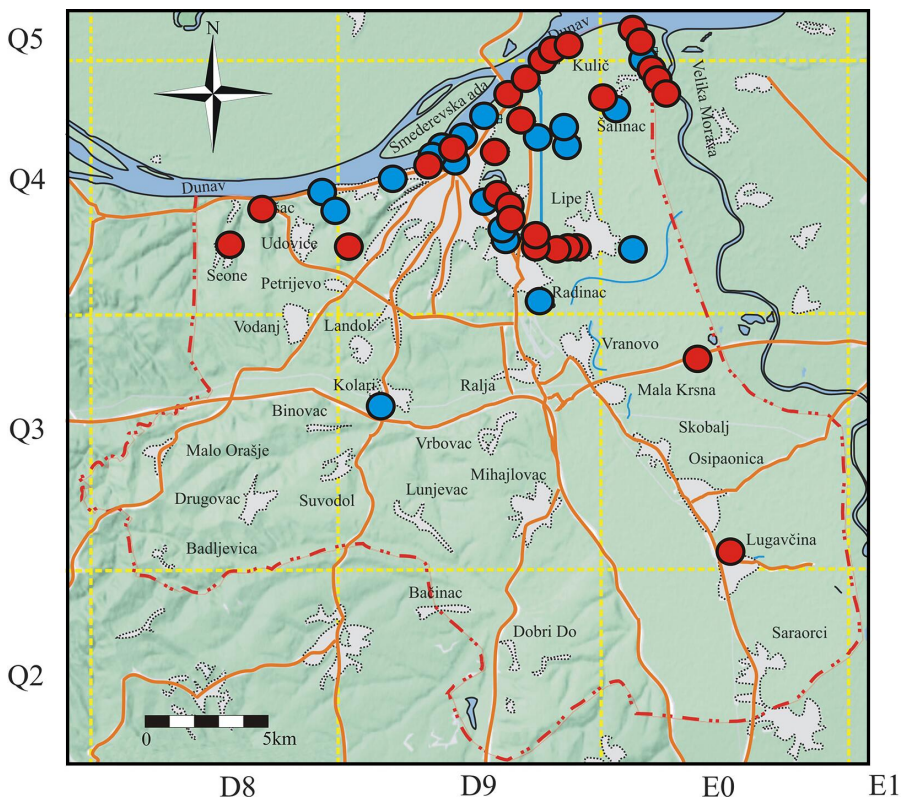 Q5
N
Dunav
Kulič
Smederevska ada
Velika Morava
Šalinac
Q4
Dunav
Lipe
Udovice
Seone
Petrijevo
Radinac
Vodanj
Landol
Vranovo
Kolari
Ralja
Mala Krsna
Binovac
Q3
Skobalj
Vrbovac
Malo Orašje
Osipaonica
Mihajlovac
Drugovac
Suvodol
Lunjevac
Lugavčina
Badljevica
Bačinac
Dobri Do
Saraorci
Q2
0
5km
D8
D9
E0
E1